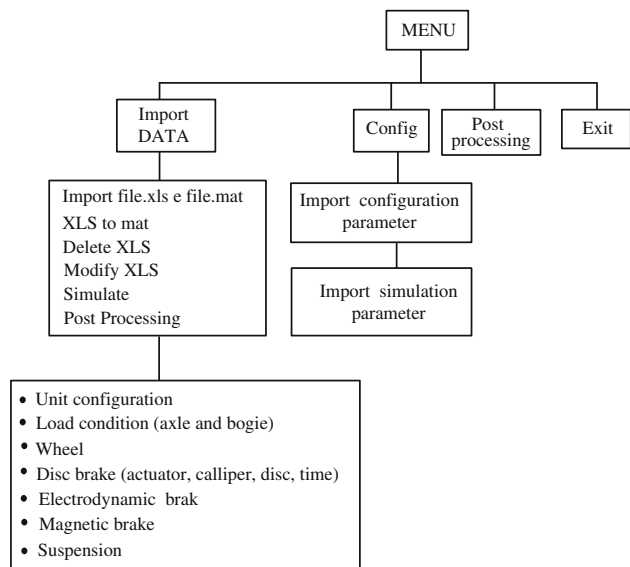 MENU
Import
DATA
Config
Post
processing
Exit
Import file.xls e file.mat
XLS to mat
Delete XLS
Modify XLS
Simulate
Post Processing
Import configuration
parameter
Import simulation
parameter
• Unit configuration
• Load condition (axle and bogie)
• Wheel
• Disc brake (actuator, calliper, disc, time)
• Electrodynamic brak
• Magnetic brake
• Suspension